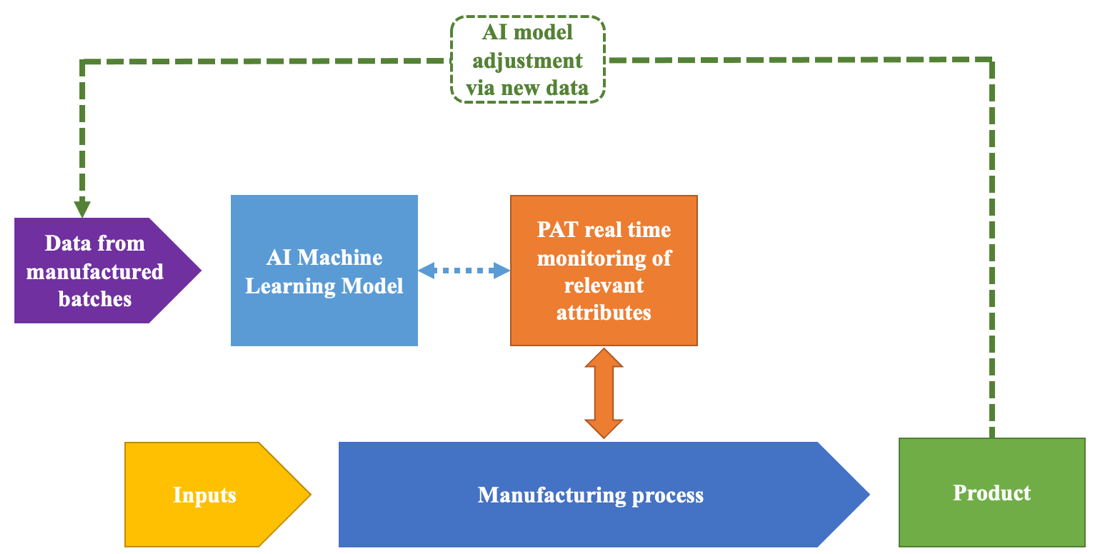 AI model
adjustment
via new data
Data from
manufactured
batches
AI Machine
Learning Model
PAT real time
monitoring of
relevant
attributes
Inputs
Manufacturing process
Product